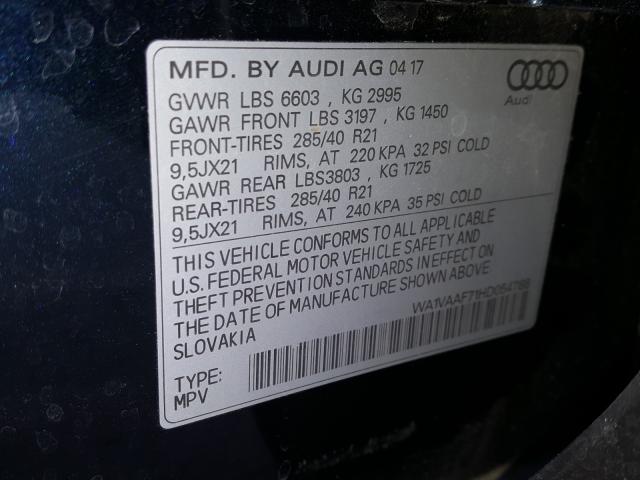 MFD. BY AUDI AG 04 17
GVWR LBS 6603 , KG 2995
GAWR FRONT LBS 3197 , KG 1450
FRONT-TIRES 285/40 R21
9,5JX21 RIMS, AT 220 KPA 32 PSI COLD
GAWR REAR LBS3803 , KG 1725
REAR-TIRES 285/40 R21
9,5JX21 RIMS, AT 240 KPA 35 PSI COLD
THIS VEHICLE CONFORMS TO ALL APPLICABLE
U.S. FEDERAL MOTOR VEHICLE SAFETY AND
THEFT PREVENTION STANDARDS IN EFFECT ON
THE DATE OF MANUFACTURE SHOWN ABOVE
SLOVAKIA
WA1VAAF71HD054788
TYPE:
MPV
Audi